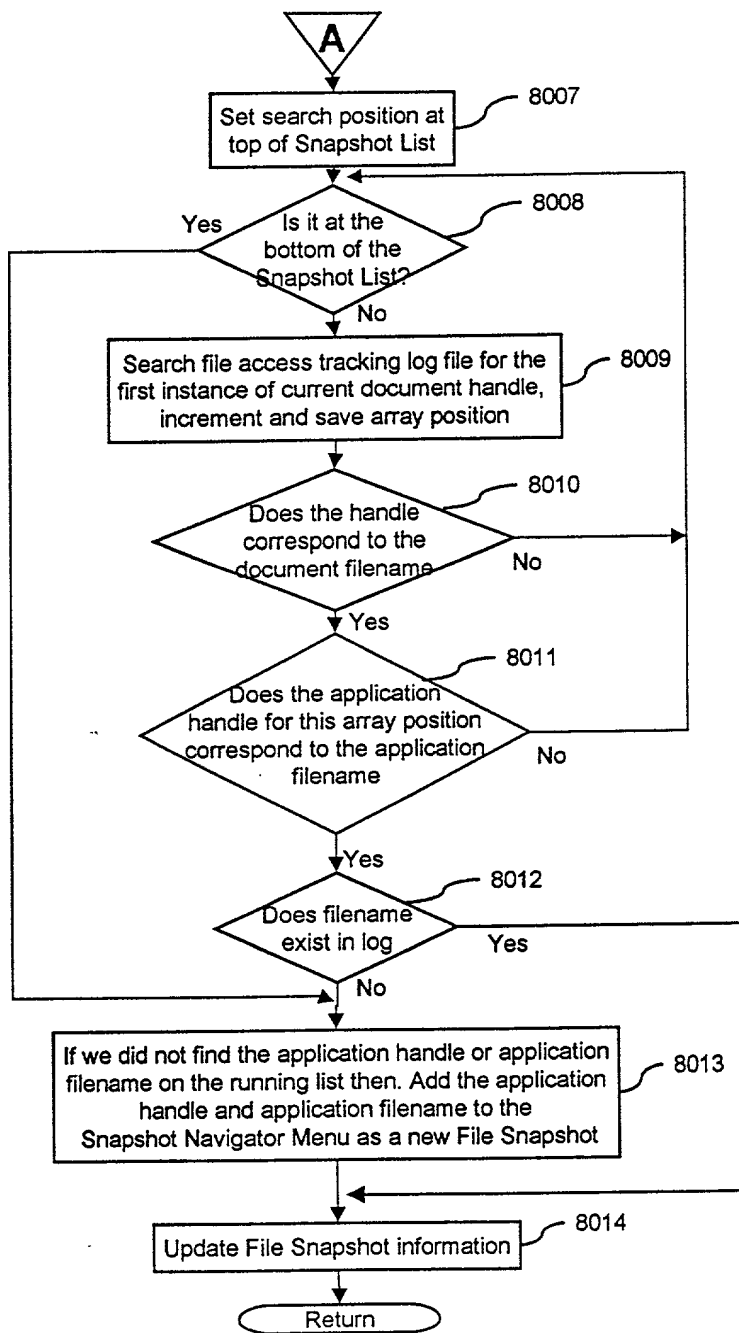 A
Set search position at
top of Snapshot List
8007
Yes
Is it at the
bottom of the
Snapshot List?
8008
No
Search file access tracking log file for the
first instance of current document handle,
increment and save array position
8009
Does the handle
correspond to the
document filename
8010
No
Yes
Does the application
handle for this array position
correspond to the application
filename
8011
No
Yes
Does filename
exist in log
8012
Yes
No
If we did not find the application handle or application
filename on the running list then. Add the application
handle and application filename to the
Snapshot Navigator Menu as a new File Snapshot
8013
Update File Snapshot information
8014
Return